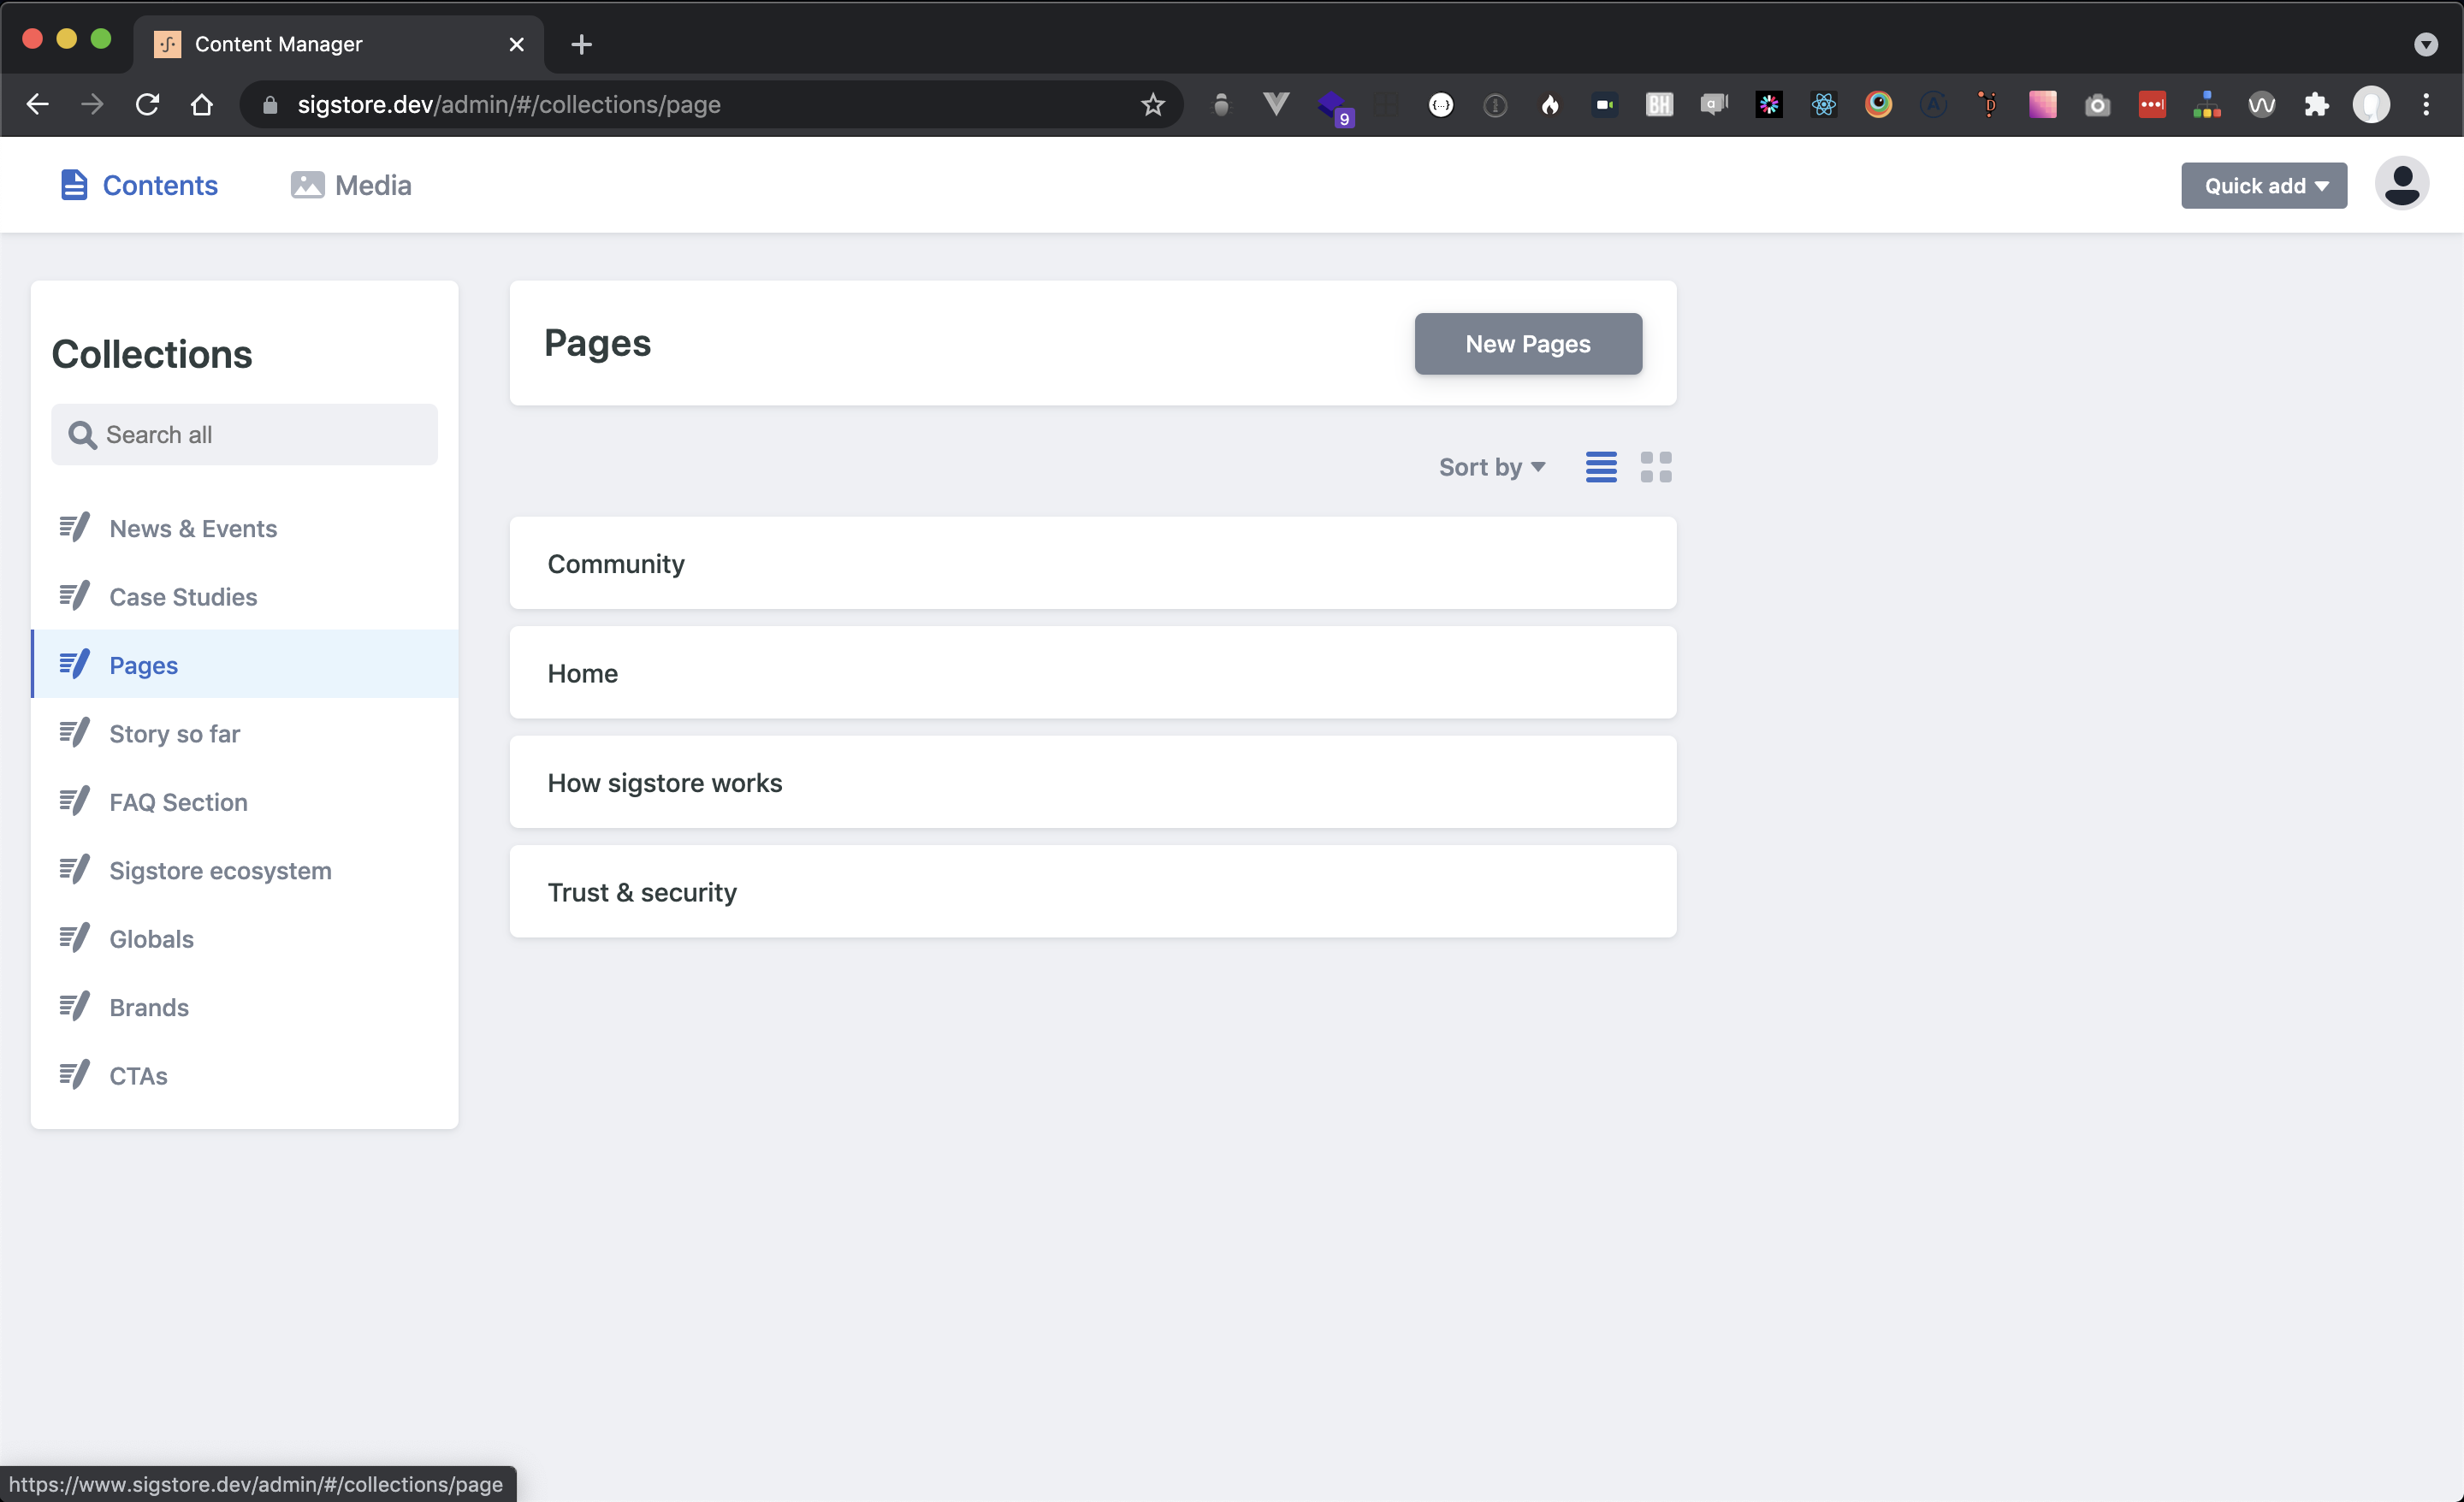 Content Manager
sigstore.dev/admin/#/collections/page
9
BH
Contents
Media
Quick add
Collections
Search all
News & Events
Case Studies
Pages
Story so far
FAQ Section
Sigstore ecosystem
Globals
Brands
CTAs
Pages
New Pages
Sort by
Community
Home
How sigstore works
Trust & security
https://www.sigstore.dev/admin/#/collections/page